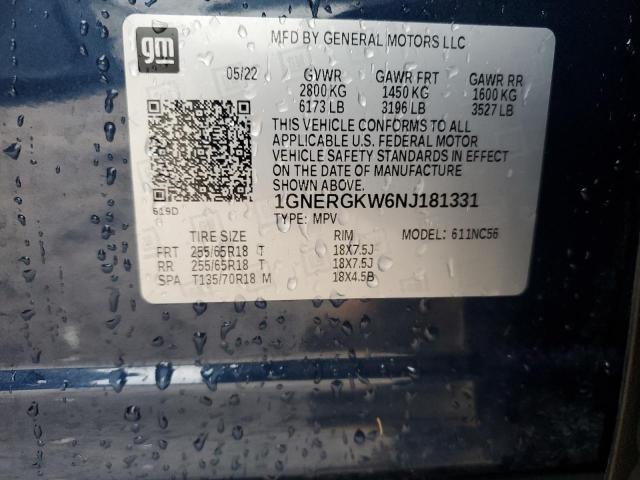 gm
MFD BY GENERAL MOTORS LLC
05/22 GVWR GAWR FRT GAWR RR
2800 KG 1450 KG 1600 KG
6173 LB 3196 LB 3527 LB
THIS VEHICLE CONFORMS TO ALL
APPLICABLE U.S. FEDERAL MOTOR
VEHICLE SAFETY STANDARDS IN EFFECT
ON THE DATE OF MANUFACTURE
SHOWN ABOVE.
619D
1GNERGKW6NJ181331
TYPE: MPV MODEL: 611NC56
TIRE SIZE RIM
FRT 255/65R18 T 18X7.5J
RR 255/65R18 T 18X7.5J
SPA T135/70R18 M 18X4.5B